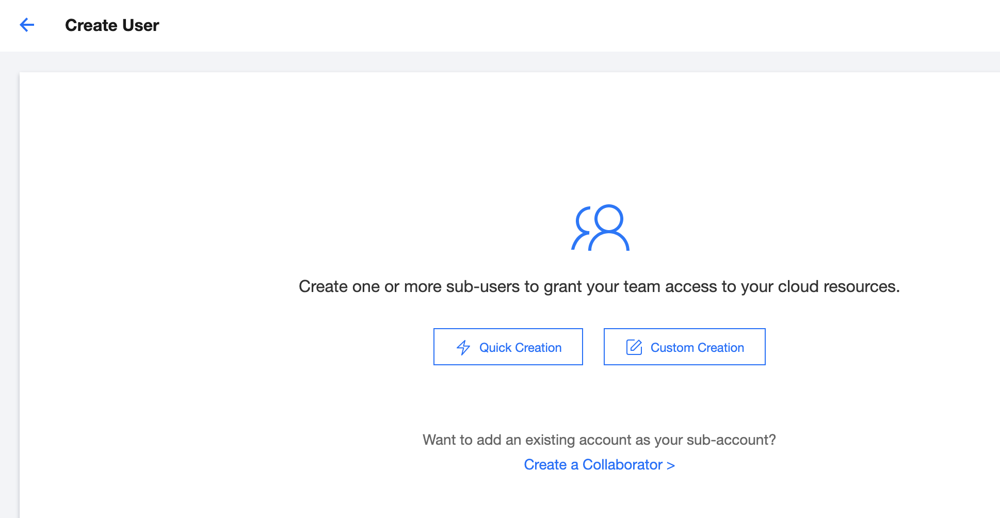 Create User
Create one or more sub-users to grant your team access to your cloud resources.
Quick Creation
Custom Creation
Want to add an existing account as your sub-account?
Create a Collaborator >